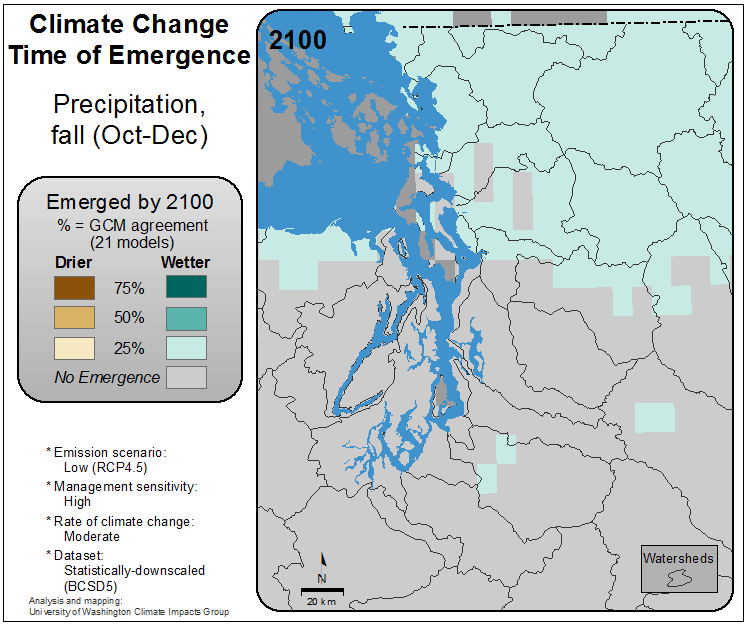 Climate Change
Time of Emergence
Precipitation,
fall (Oct-Dec)
Emerged by 2100
% = GCM agreement
(21 models)
Drier Wetter
75%
50%
25%
No Emergence
* Emission scenario:
Low (RCP4.5)
* Management sensitivity:
High
* Rate of climate change:
Moderate
* Dataset:
Statistically-downscaled
(BCSD5)
Analysis and mapping:
University of Washington Climate Impacts Group
2100
N
20 km
Watersheds